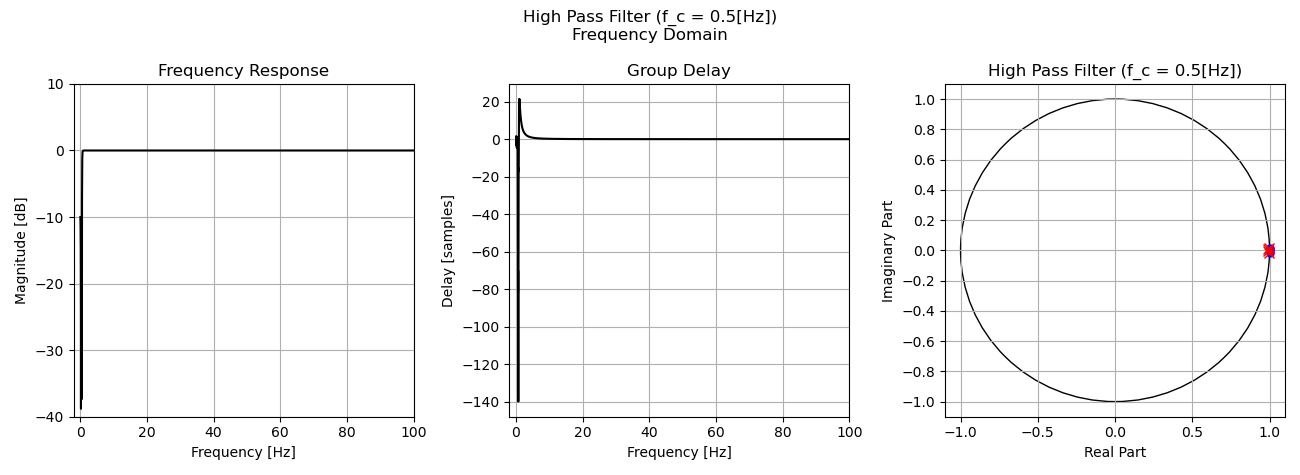 High Pass Filter (f_c = 0.5[Hz])
Frequency Domain
Frequency Response
10
0
−10
−20
−30
−40
Magnitude [dB]
0 20 40 60 80 100
Frequency [Hz]
Group Delay
20
0
−20
−40
−60
−80
−100
−120
−140
Delay [samples]
0 20 40 60 80 100
Frequency [Hz]
High Pass Filter (f_c = 0.5[Hz])
1.0
0.8
0.6
0.4
0.2
0.0
−0.2
−0.4
−0.6
−0.8
−1.0
Imaginary Part
−1.0 −0.5 0.0 0.5 1.0
Real Part